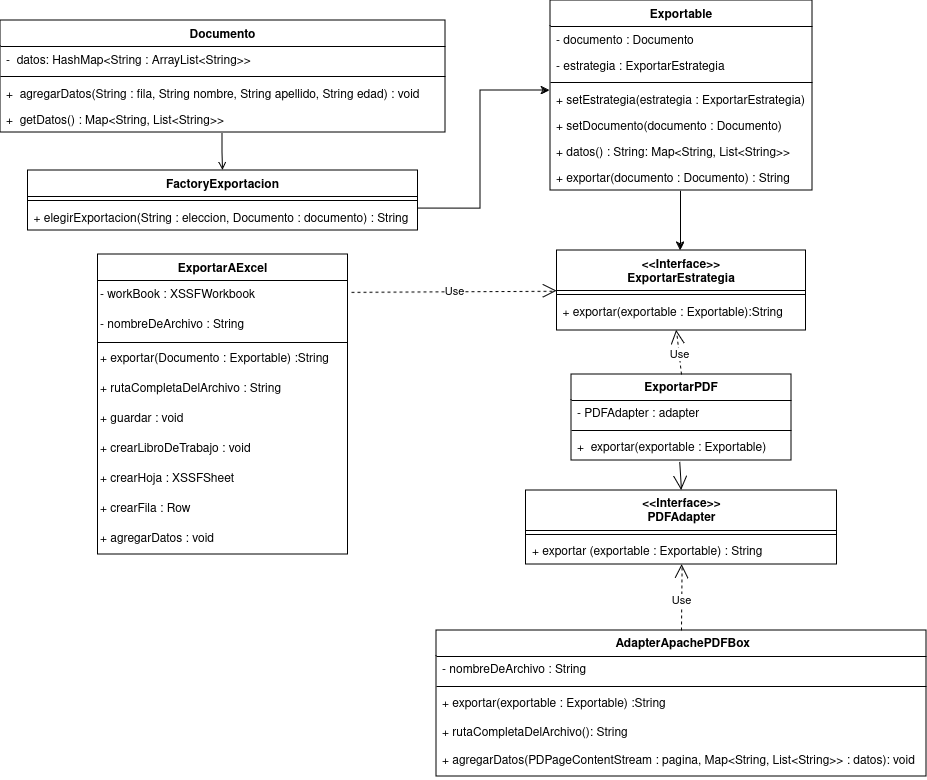 Documento
- datos: HashMap<String : ArrayList<String>>
+ agregarDatos(String : fila, String nombre, String apellido, String edad) : void
+ getDatos() : Map<String, List<String>>
Exportable
- documento : Documento
- estrategia : ExportarEstrategia
+ setEstrategia(estrategia : ExportarEstrategia)
+ setDocumento(documento : Documento)
+ datos() : String: Map<String, List<String>>
+ exportar(documento : Documento) : String
FactoryExportacion
+ elegirExportacion(String : eleccion, Documento : documento) : String
ExportarAExcel
- workBook : XSSFWorkbook
- nombreDeArchivo : String
+ exportar(Documento : Exportable) :String
+ rutaCompletaDelArchivo : String
+ guardar : void
+ crearLibroDeTrabajo : void
+ crearHoja : XSSFSheet
+ crearFila : Row
+ agregarDatos : void
Use
<<Interface>>
ExportarEstrategia
+ exportar(exportable : Exportable):String
Use
ExportarPDF
- PDFAdapter : adapter
+ exportar(exportable : Exportable)
<<Interface>>
PDFAdapter
+ exportar (exportable : Exportable) : String
Use
AdapterApachePDFBox
- nombreDeArchivo : String
+ exportar(exportable : Exportable) :String
+ rutaCompletaDelArchivo(): String
+ agregarDatos(PDPageContentStream : pagina, Map<String, List<String>> : datos): void